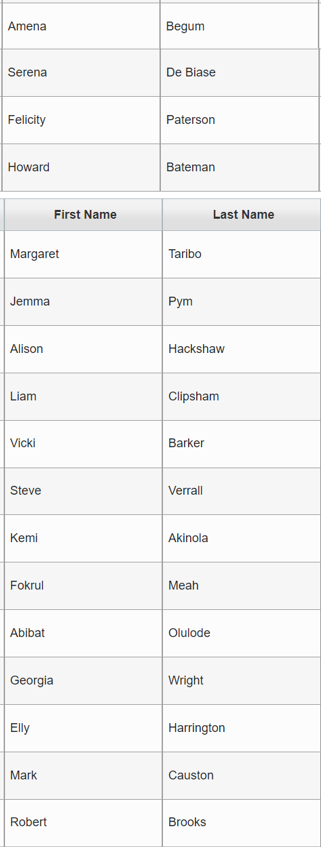 Amena Begum
Serena De Biase
Felicity Paterson
Howard Bateman
First Name Last Name
Margaret Taribo
Jemma Pym
Alison Hackshaw
Liam Clipsham
Vicki Barker
Steve Verrall
Kemi Akinola
Fokrul Meah
Abibat Olulode
Georgia Wright
Elly Harrington
Mark Causton
Robert Brooks